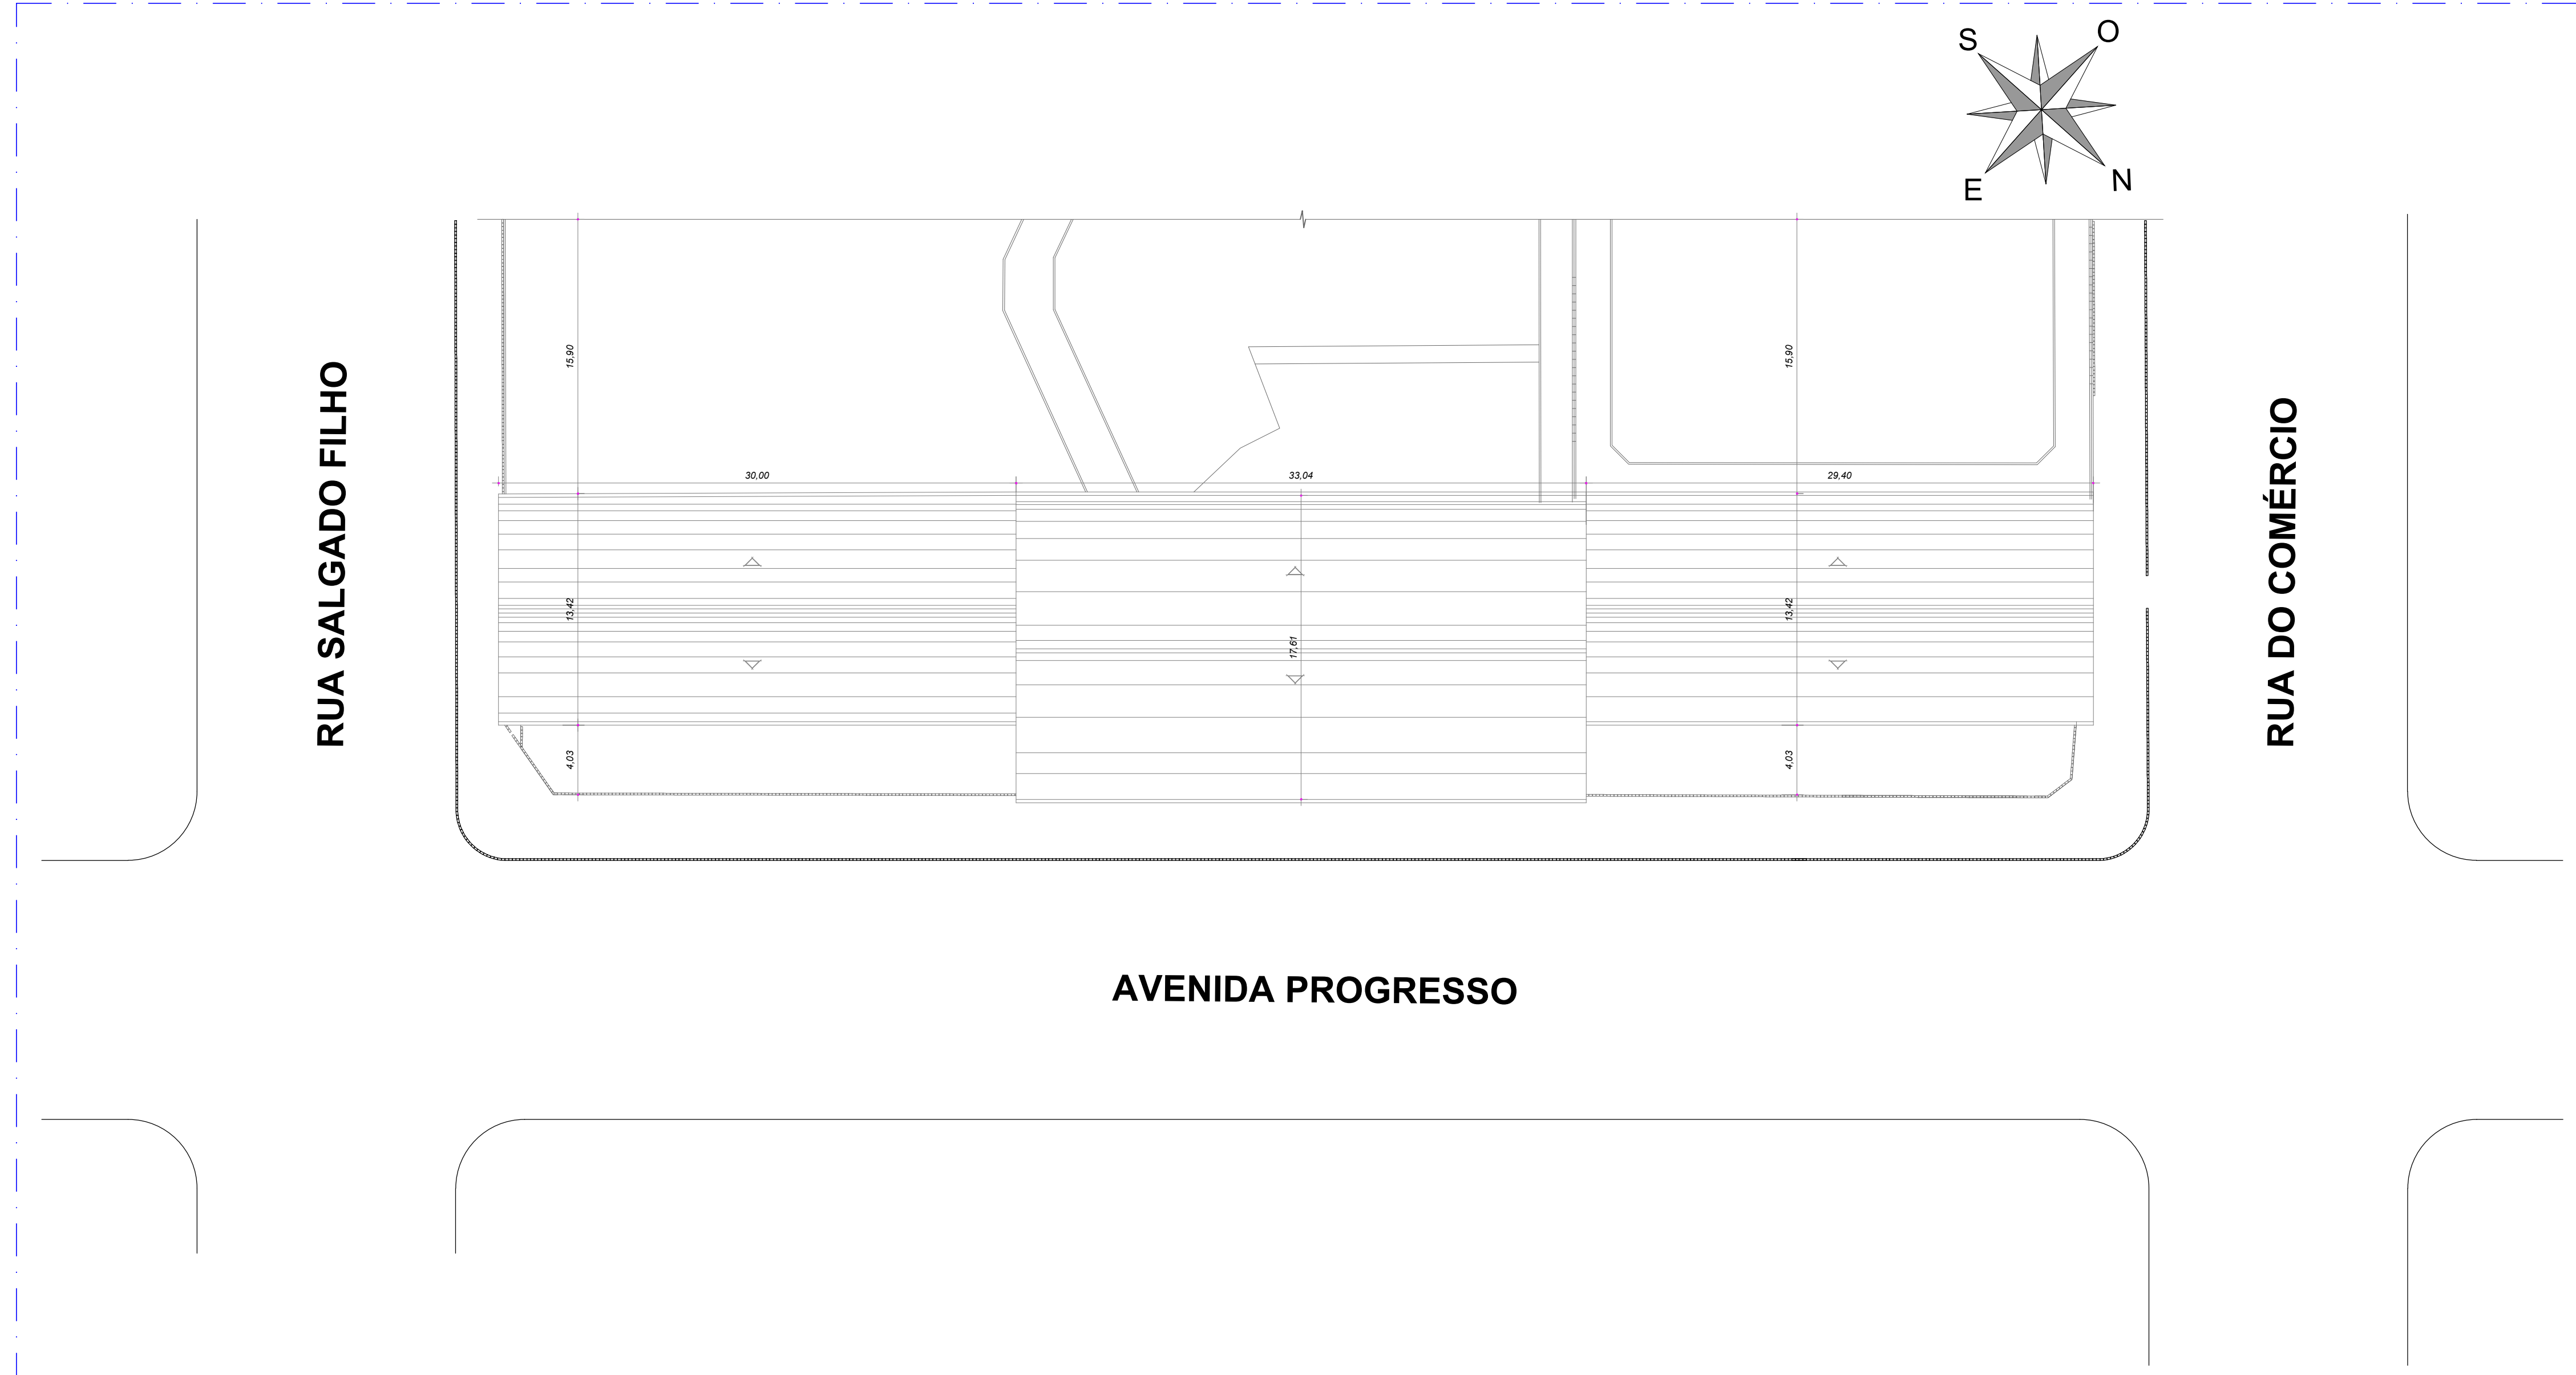 S
O
E
N
15,90
15,90
RUA SALGADO FILHO
RUA DO COMÉRCIO
30,00
33,04
29,40
13,42
13,42
17,61
4,03
4,03
AVENIDA PROGRESSO